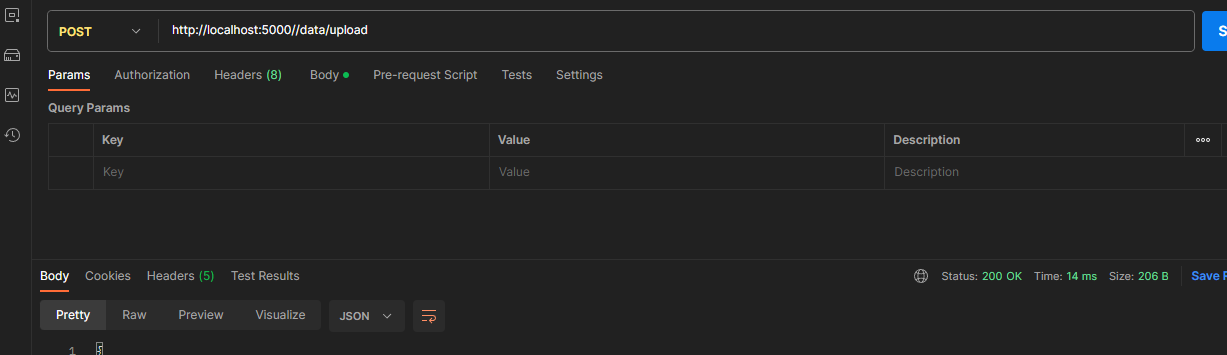 POST http://localhost:5000//data/upload S
Params Authorization Headers (8) Body Pre-request Script Tests Settings
Query Params
Key Value Description
Key Value Description
Body Cookies Headers (5) Test Results Status: 200 OK Time: 14 ms Size: 206 B Save R
Pretty Raw Preview Visualize JSON
1 {